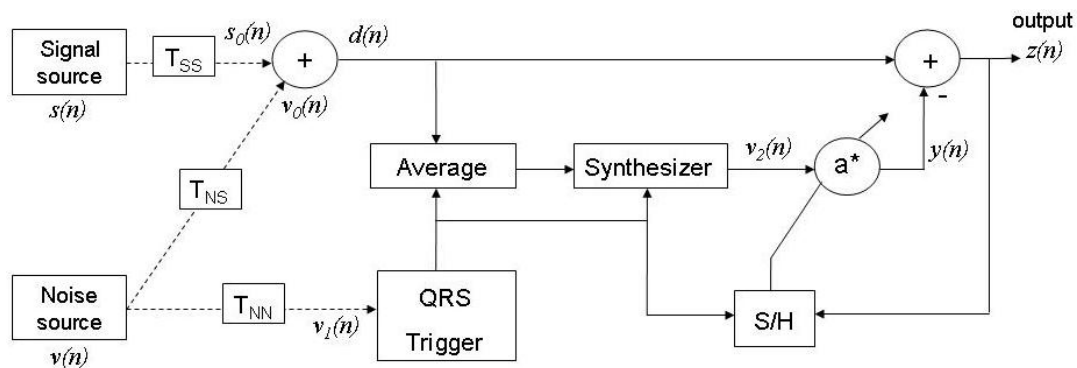 Signal
source
s(n)
T_SS
s_0(n)
+
d(n)
v_0(n)
+
-
output
z(n)
Average
Synthesizer
v_2(n)
a*
y(n)
T_NS
Noise
source
v(n)
T_NN
v_1(n)
QRS
Trigger
S/H